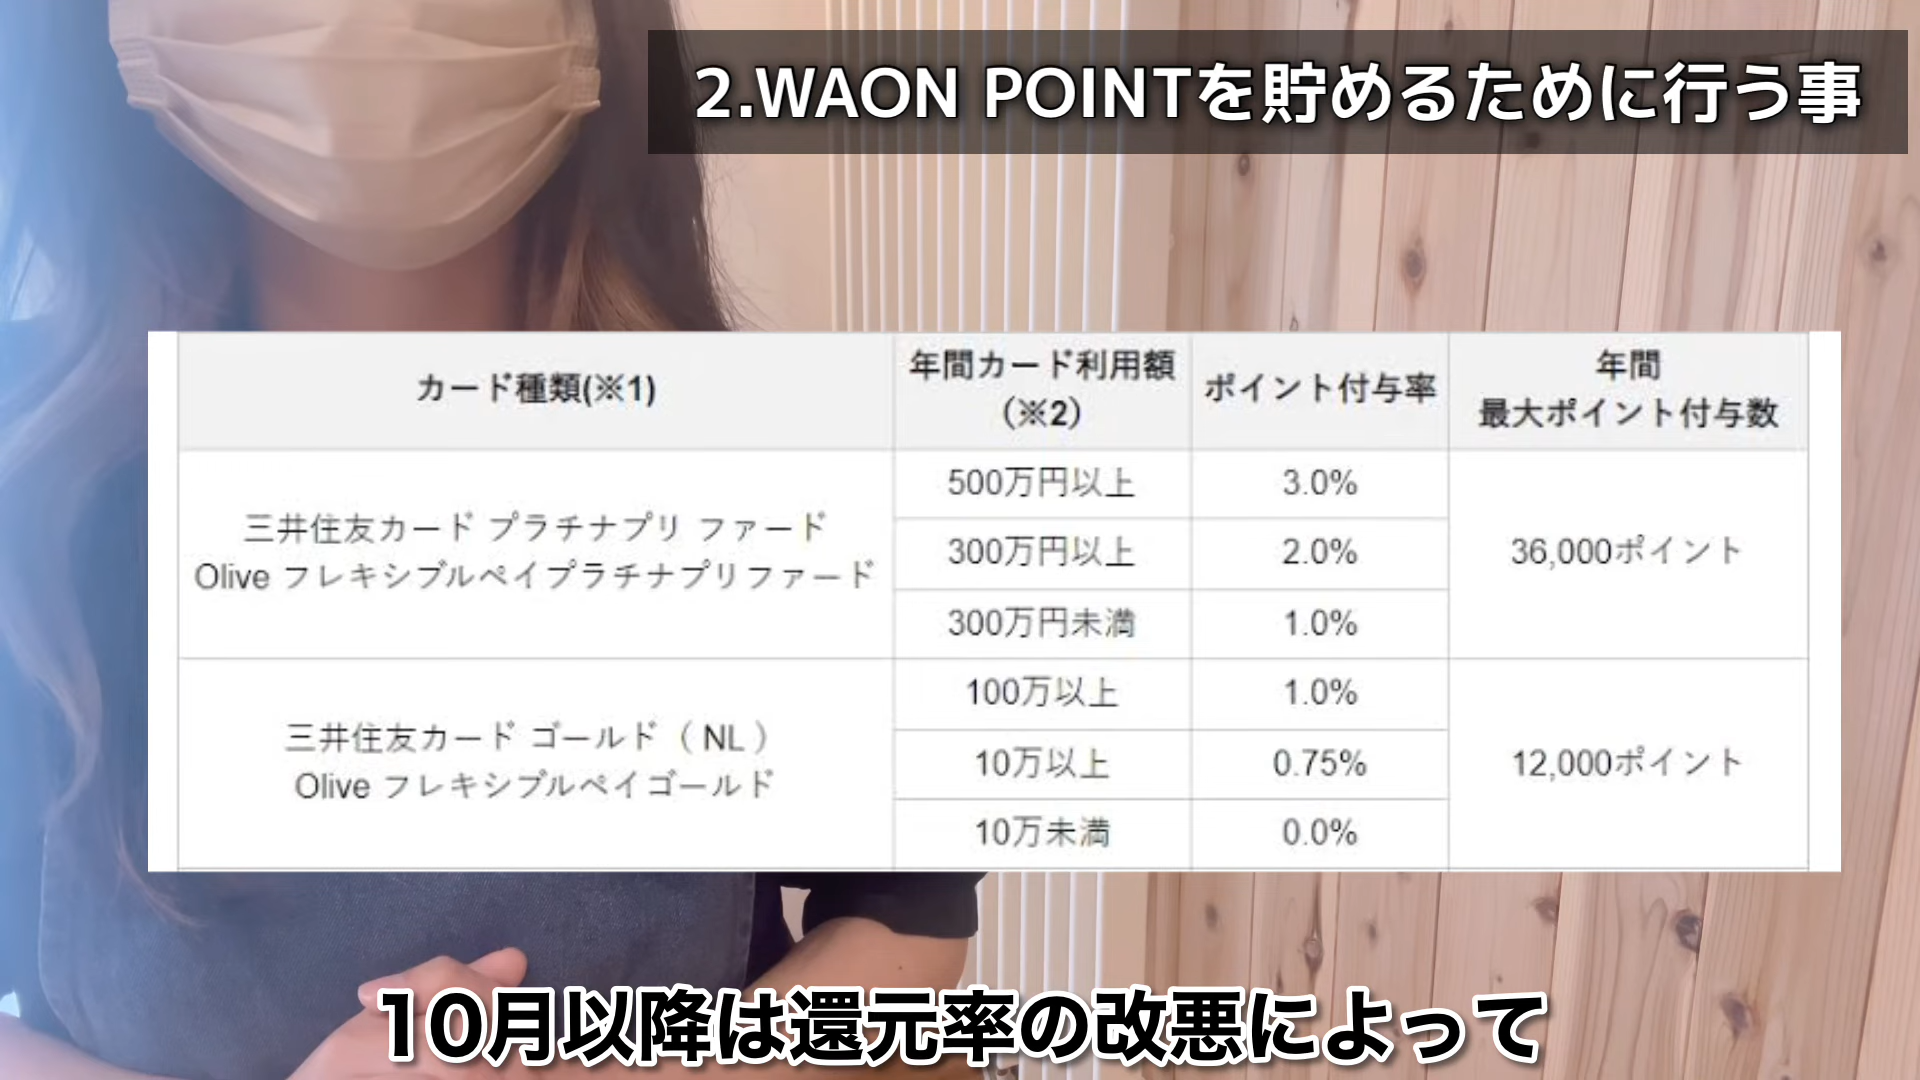 2.WAON POINTを貯めるために行う事
カード種類(※1)
年間カード利用額
(※2)
ポイント付与率
年間
最大ポイント付与数
三井住友カード プラチナプリ ファード
Olive フレキシブルペイプラチナプリファード
500万円以上
3.0%
300万円以上
2.0%
300万円未満
1.0%
36,000ポイント
三井住友カード ゴールド ( NL )
Olive フレキシブルペイゴールド
100万以上
1.0%
10万以上
0.75%
10万未満
0.0%
12,000ポイント
10月以降は還元率の改悪によって